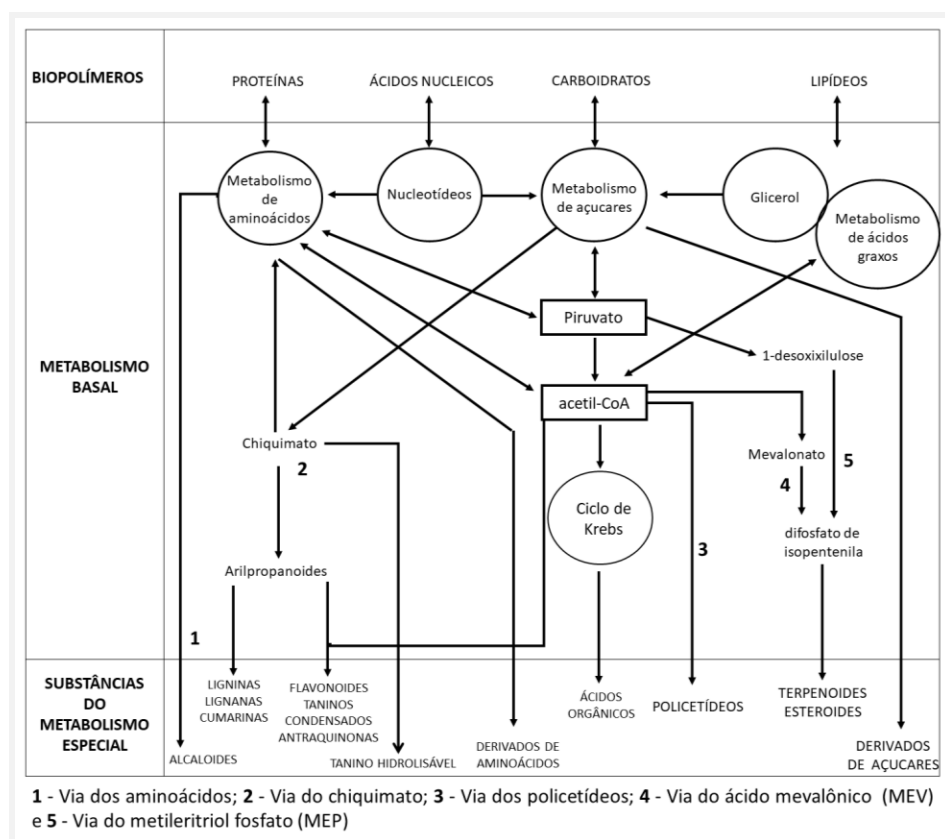 BIOPOLÍMEROS
PROTEÍNAS
ÁCIDOS NUCLEICOS
CARBOIDRATOS
LIPÍDEOS
METABOLISMO
BASAL
Metabolismo
de
aminoácidos
Nucleotídeos
Metabolismo
de açucares
Glicerol
Metabolismo
de ácidos
graxos
Piruvato
1-desoxixilulose
acetil-CoA
Chiquimato
2
Mevalonato
4
5
Ciclo de
Krebs
3
difosfato de
isopentenila
Arilpropanoides
1
SUBSTÂNCIAS
DO
METABOLISMO
ESPECIAL
ALCALOIDES
LIGNINAS
LIGNANAS
CUMARINAS
FLAVONOIDES
TANINOS
CONDENSADOS
ANTRAQUINONAS
TANINO HIDROLISÁVEL
DERIVADOS DE
AMINOÁCIDOS
ÁCIDOS
ORGÂNICOS
POLICETÍDEOS
TERPENOIDES
ESTEROIDES
DERIVADOS
DE AÇUCARES
1 - Via dos aminoácidos; 2 - Via do chiquimato; 3 - Via dos policetídeos; 4 - Via do ácido mevalônico (MEV)
e 5 - Via do metileritriol fosfato (MEP)